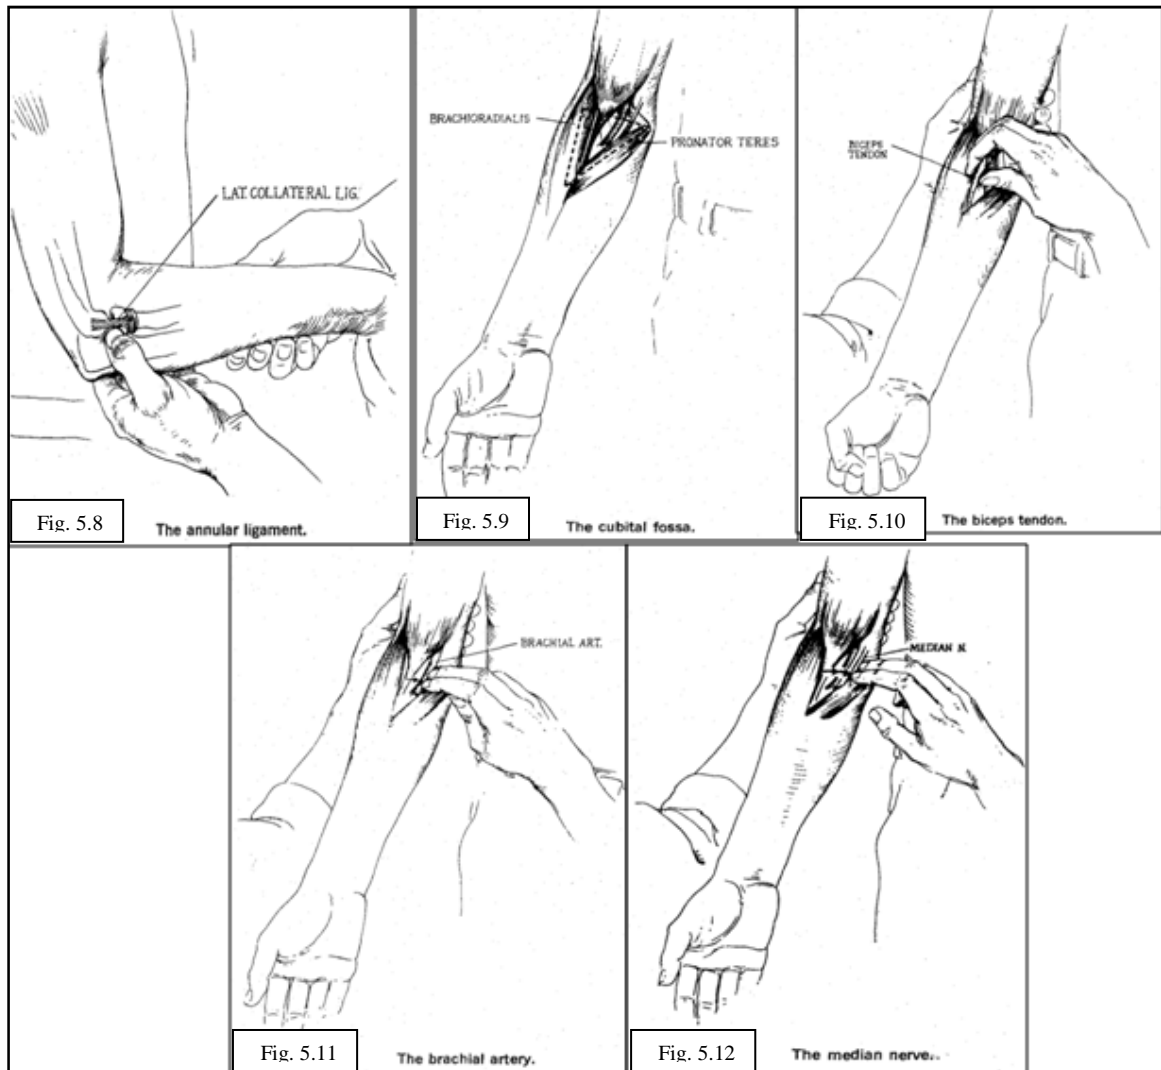 LAT. COLLATERAL LIG.
Fig. 5.8
The annular ligament.
BRACHIORADIALIS
PRONATOR TERES
Fig. 5.9
The cubital fossa.
BICEPS
TENDON
Fig. 5.10
The biceps tendon.
BRACHIAL ART.
Fig. 5.11
The brachial artery.
MEDIAN N.
Fig. 5.12
The median nerve.